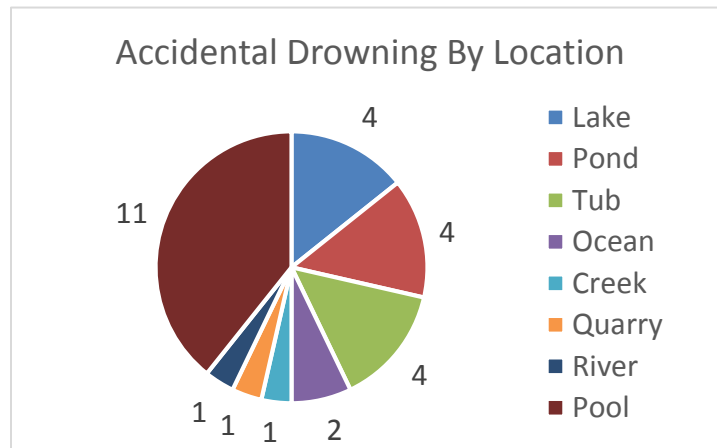 Accidental Drowning By Location
4
4
4
2
1
1
1
11
Lake
Pond
Tub
Ocean
Creek
Quarry
River
Pool